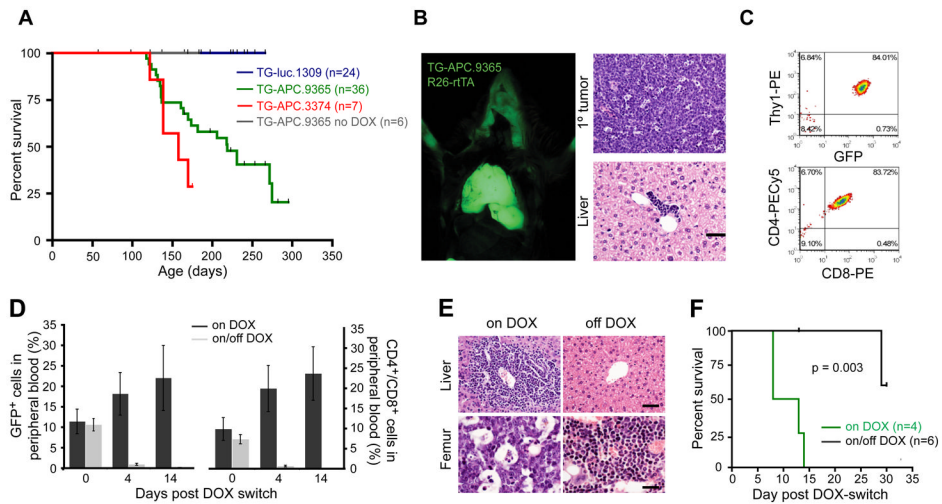 A
Percent survival
100
75
50
25
0
0 50 100 150 200 250 300 350
Age (days)
TG-luc.1309 (n=24)
TG-APC.9365 (n=36)
TG-APC.3374 (n=7)
TG-APC.9365 no DOX (n=6)
B
TG-APC.9365
R26-rtTA
1º tumor
Liver
C
Thy1-PE
6.84% 84.01%
8.42% 0.73%
GFP
CD4-PECy5
6.70% 83.72%
9.10% 0.48%
CD8-PE
D
GFP+ cells in
peripheral blood (%)
35
30
25
20
15
10
5
0
on DOX
on/off DOX
35
30
25
20
15
10
5
0
CD4+/CD8+ cells in
peripheral blood (%)
0 4 14 0 4 14
Days post DOX switch
E
on DOX off DOX
Liver
Femur
F
Percent survival
100
75
50
25
0
p = 0.003
on DOX (n=4)
on/off DOX (n=6)
0 5 10 15 20 25 30 33
Day post DOX-switch